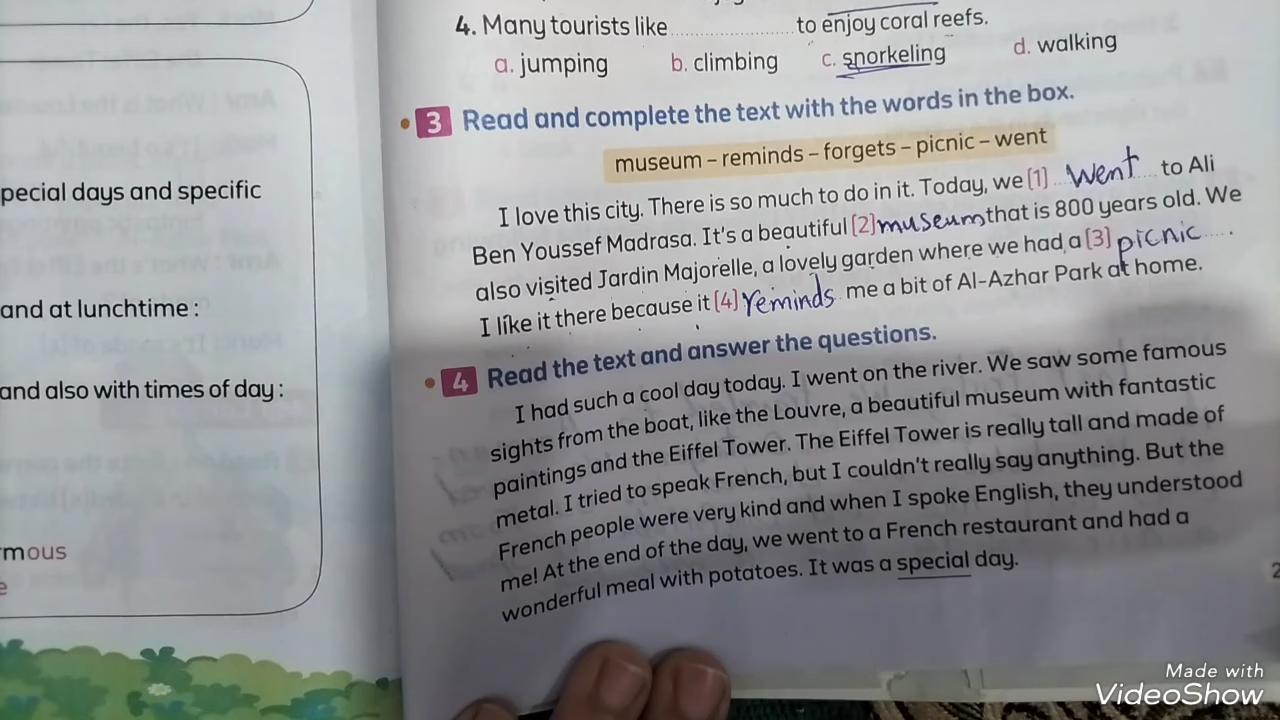 pecial days and specific
and at lunchtime :
and also with times of day :
rmous
e
4. Many tourists like ........................ to enjoy coral reefs.
a. jumping b. climbing c. snorkeling d. walking
3 Read and complete the text with the words in the box.
museum – reminds – forgets – picnic – went
I love this city. There is so much to do in it. Today, we [1] went to Ali
Ben Youssef Madrasa. It's a beautiful [2] museum that is 800 years old. We
also visited Jardin Majorelle, a lovely garden where we had a [3] picnic .
I like it there because it [4] reminds me a bit of Al-Azhar Park at home.
4 Read the text and answer the questions.
I had such a cool day today. I went on the river. We saw some famous
sights from the boat, like the Louvre, a beautiful museum with fantastic
paintings and the Eiffel Tower. The Eiffel Tower is really tall and made of
metal. I tried to speak French, but I couldn't really say anything. But the
French people were very kind and when I spoke English, they understood
me! At the end of the day, we went to a French restaurant and had a
wonderful meal with potatoes. It was a special day.
2
Made with
VideoShow